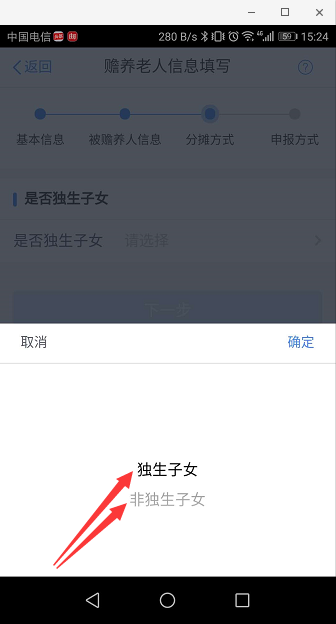 中国电信 280 B/s 4G 59 15:24
返回 赡养老人信息填写 ?
基本信息 被赡养人信息 分摊方式 申报方式
是否独生子女
是否独生子女 请选择
下一步
取消 确定
独生子女
非独生子女